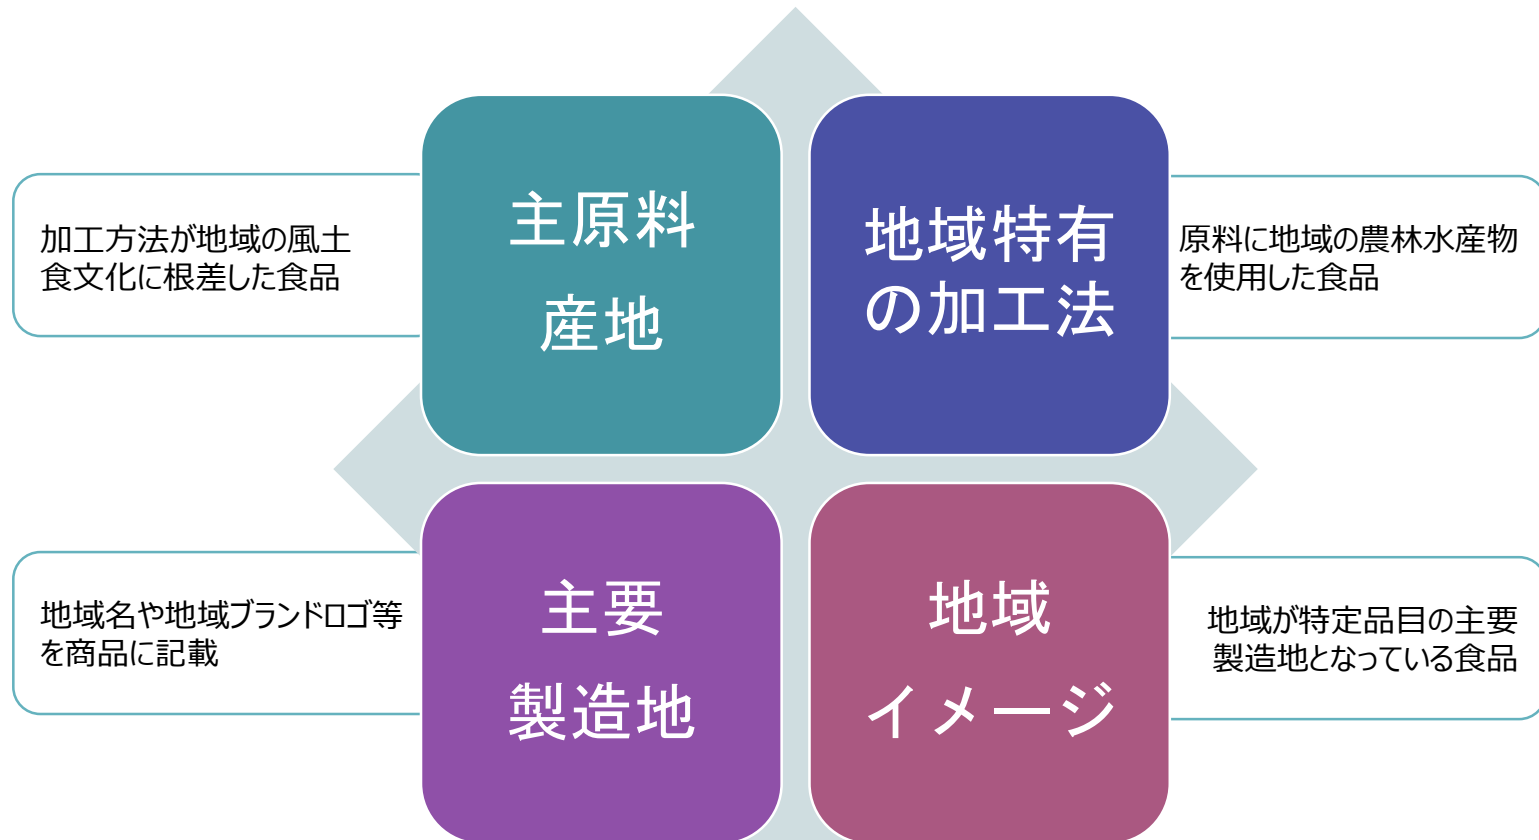 加工方法が地域の風土
食文化に根差した食品
主原料
産地
地域特有
の加工法
原料に地域の農林水産物
を使用した食品
地域名や地域ブランドロゴ等
を商品に記載
主要
製造地
地域
イメージ
地域が特定品目の主要
製造地となっている食品